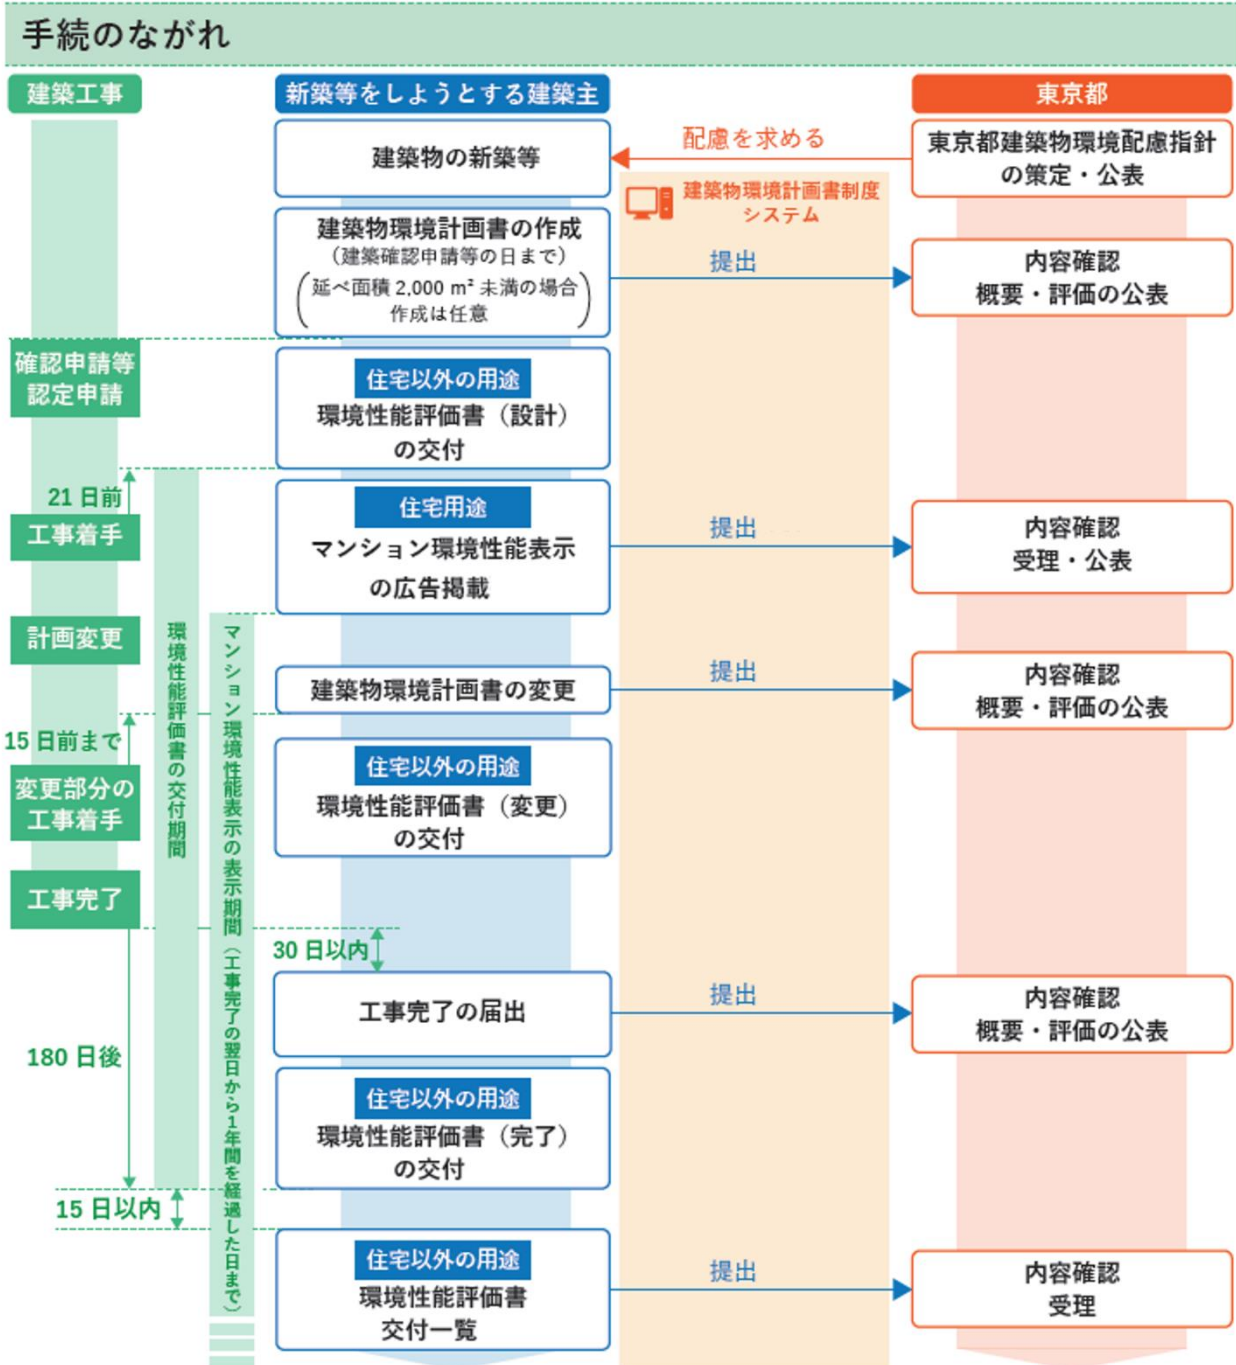 手続のながれ
建築工事
新築等をしようとする建築主
東京都
建築物の新築等
配慮を求める
東京都建築物環境配慮指針
の策定・公表
建築物環境計画書制度
システム
建築物環境計画書の作成
（建築確認申請等の日まで）
（延べ面積 2,000 m² 未満の場合
作成は任意）
提出
内容確認
概要・評価の公表
確認申請等
認定申請
住宅以外の用途
環境性能評価書（設計）
の交付
21 日前
工事着手
住宅用途
マンション環境性能表示
の広告掲載
提出
内容確認
受理・公表
計画変更
環境性能評価書の交付期間
マンション環境性能表示の表示期間（工事完了の翌日から1年間を経過した日まで）
建築物環境計画書の変更
提出
内容確認
概要・評価の公表
15 日前まで
変更部分の
工事着手
住宅以外の用途
環境性能評価書（変更）
の交付
工事完了
30 日以内
工事完了の届出
提出
内容確認
概要・評価の公表
180 日後
住宅以外の用途
環境性能評価書（完了）
の交付
15 日以内
住宅以外の用途
環境性能評価書
交付一覧
提出
内容確認
受理